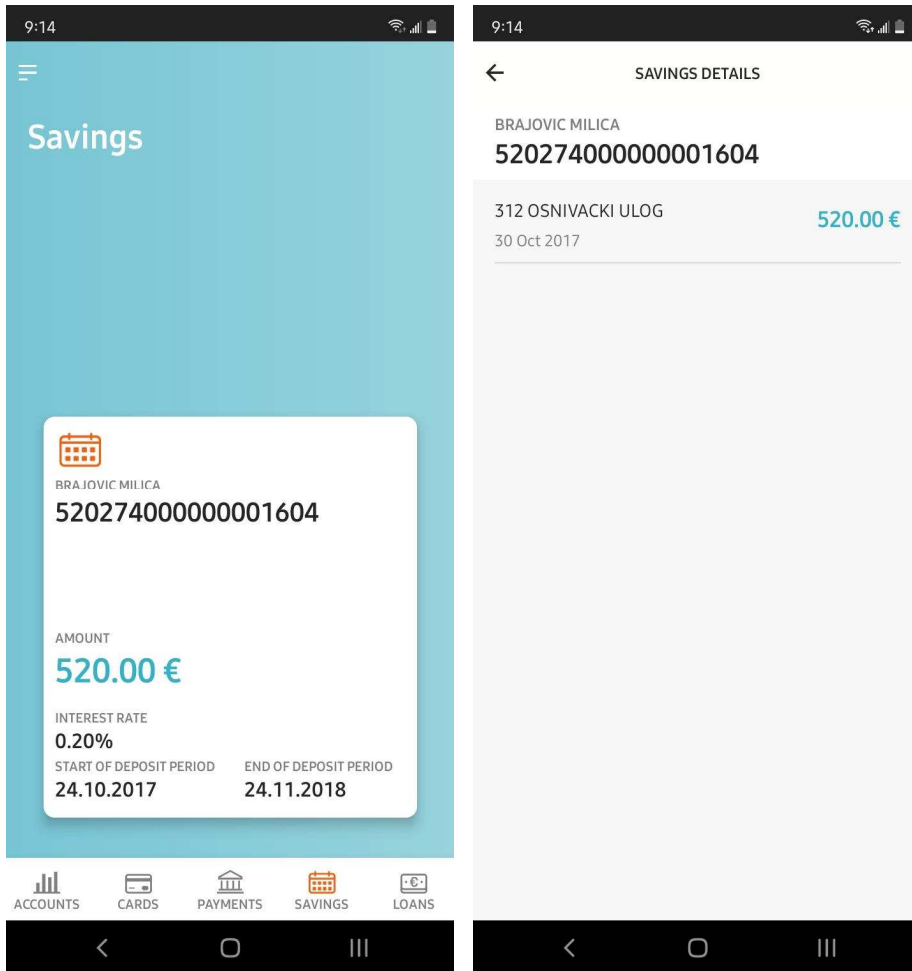 9:14
Savings
BRAJOVIC MILICA
520274000000001604
AMOUNT
520.00 €
INTEREST RATE
0.20%
START OF DEPOSIT PERIOD END OF DEPOSIT PERIOD
24.10.2017 24.11.2018
ACCOUNTS CARDS PAYMENTS SAVINGS LOANS
9:14
SAVINGS DETAILS
BRAJOVIC MILICA
520274000000001604
312 OSNIVACKI ULOG 520.00 €
30 Oct 2017